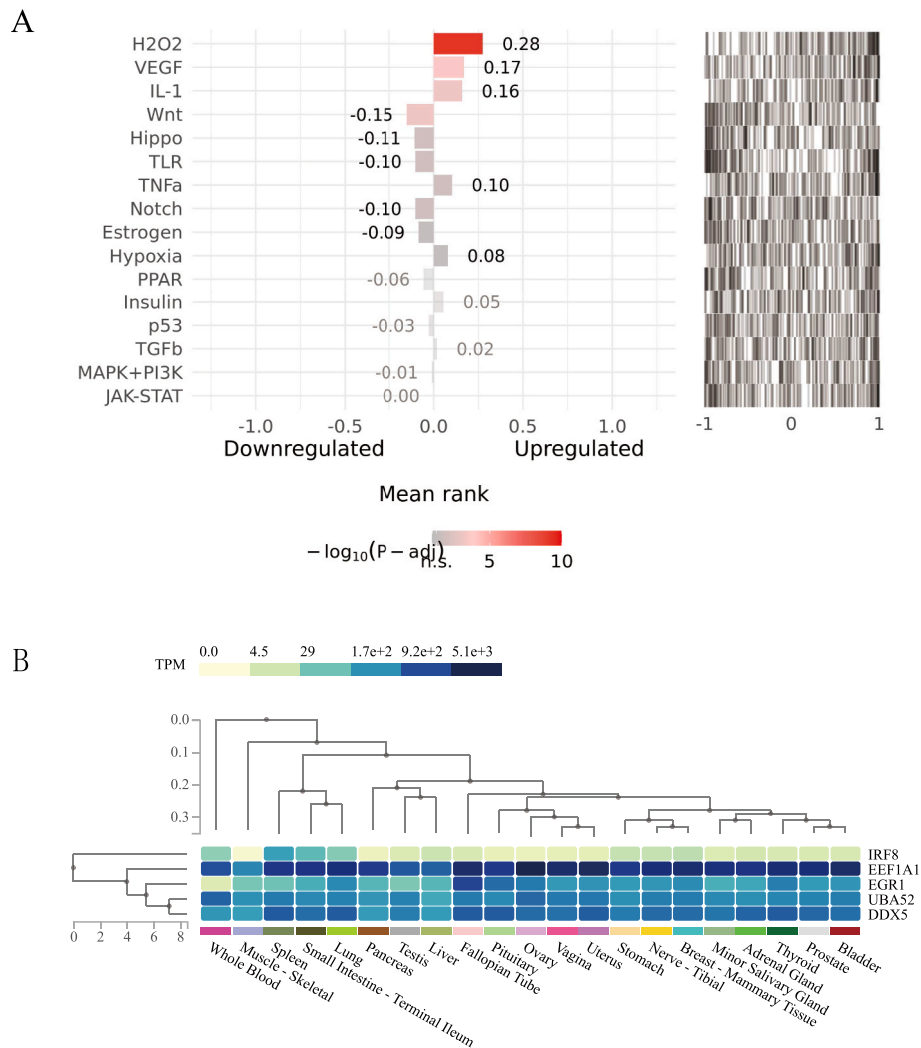 A
H2O2 0.28
VEGF 0.17
IL-1 0.16
Wnt -0.15
Hippo -0.11
TLR -0.10
TNFa 0.10
Notch -0.10
Estrogen -0.09
Hypoxia 0.08
PPAR -0.06
Insulin 0.05
p53 -0.03
TGFb 0.02
MAPK+PI3K -0.01
JAK-STAT 0.00
-1.0 -0.5 0.0 0.5 1.0 -1 0 1
Downregulated Upregulated
Mean rank
−log10(P−adj) n.s. 5 10
B
TPM 0.0 4.5 29 1.7e+2 9.2e+2 5.1e+3
0.0
0.1
0.2
0.3
IRF8
EEF1A1
EGR1
UBA52
DDX5
0 2 4 6 8
Whole Blood
Muscle - Skeletal
Spleen
Small Intestine - Terminal Ileum
Lung
Pancreas
Testis
Liver
Fallopian Tube
Pituitary
Ovary
Vagina
Uterus
Stomach
Nerve - Tibial
Breast - Mammary Tissue
Minor Salivary Gland
Adrenal Gland
Thyroid
Prostate
Bladder